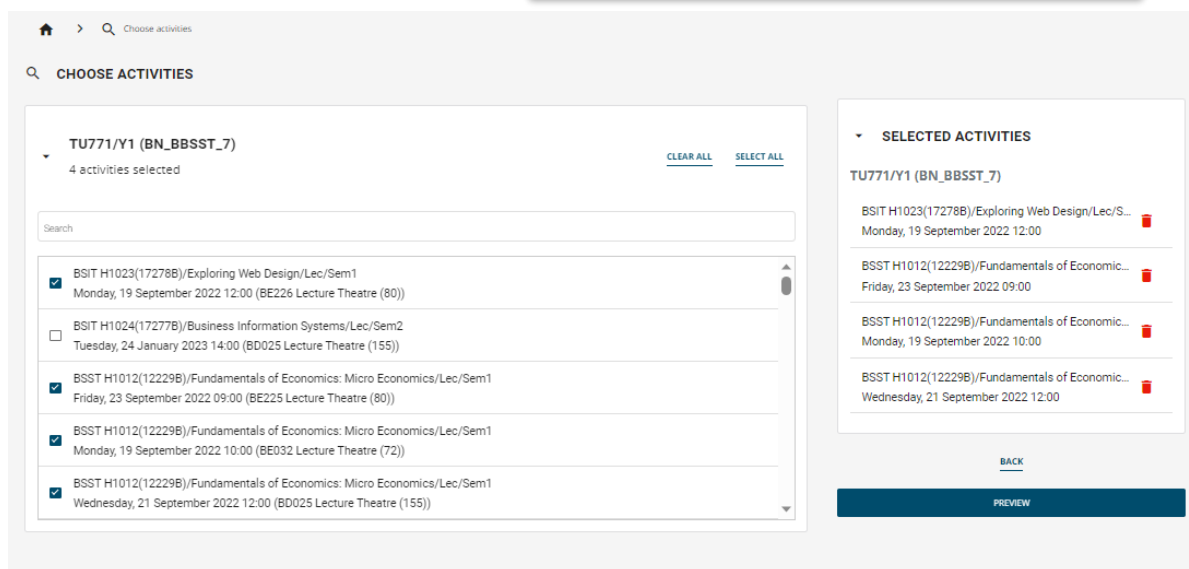 Choose activities
CHOOSE ACTIVITIES
TU771/Y1 (BN_BBSST_7)
4 activities selected
CLEAR ALL
SELECT ALL
Search
BSIT H1023(17278B)/Exploring Web Design/Lec/Sem1
Monday, 19 September 2022 12:00 (BE226 Lecture Theatre (80))
BSIT H1024(17277B)/Business Information Systems/Lec/Sem2
Tuesday, 24 January 2023 14:00 (BD025 Lecture Theatre (155))
BSST H1012(12229B)/Fundamentals of Economics: Micro Economics/Lec/Sem1
Friday, 23 September 2022 09:00 (BE225 Lecture Theatre (80))
BSST H1012(12229B)/Fundamentals of Economics: Micro Economics/Lec/Sem1
Monday, 19 September 2022 10:00 (BE032 Lecture Theatre (72))
BSST H1012(12229B)/Fundamentals of Economics: Micro Economics/Lec/Sem1
Wednesday, 21 September 2022 12:00 (BD025 Lecture Theatre (155))
SELECTED ACTIVITIES
TU771/Y1 (BN_BBSST_7)
BSIT H1023(17278B)/Exploring Web Design/Lec/S...
Monday, 19 September 2022 12:00
BSST H1012(12229B)/Fundamentals of Economic...
Friday, 23 September 2022 09:00
BSST H1012(12229B)/Fundamentals of Economic...
Monday, 19 September 2022 10:00
BSST H1012(12229B)/Fundamentals of Economic...
Wednesday, 21 September 2022 12:00
BACK
PREVIEW